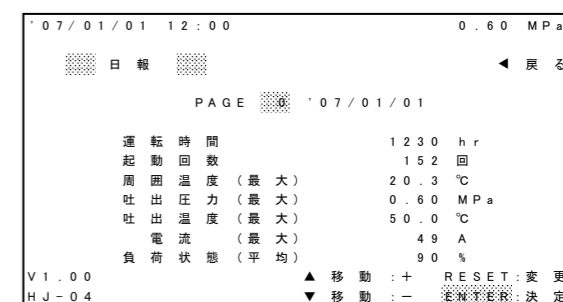 '07/01/01 12:00 0.60 MPa
日報 ◀ 戻る
PAGE 0 '07/01/01
運転時間 1230 hr
起動回数 152 回
周囲温度(最大) 20.3 ℃
吐出圧力(最大) 0.60 MPa
吐出温度(最大) 50.0 ℃
電流(最大) 49 A
負荷状態(平均) 90 %
V1.00 ▲ 移動:+ RESET:変更
HJ-04 ▼ 移動:- ENTER:決定